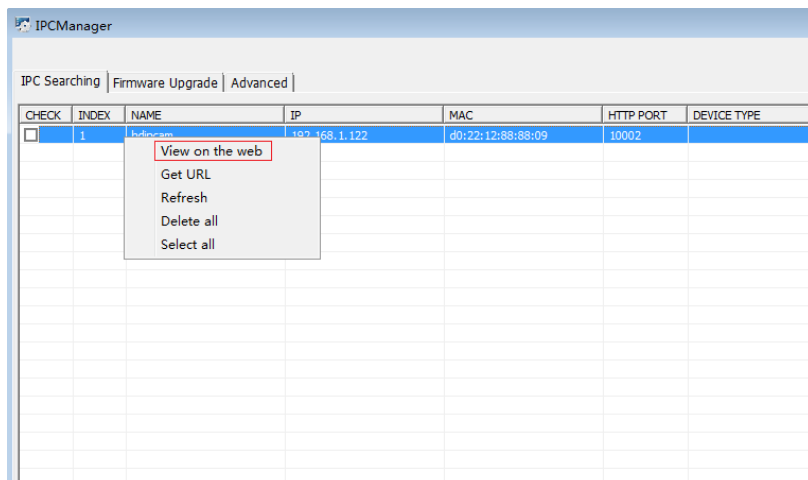 IPCManager
IPC Searching Firmware Upgrade Advanced
CHECK INDEX NAME IP MAC HTTP PORT DEVICE TYPE
1 hdipcam 192.168.1.122 d0:22:12:88:88:09 10002
View on the web
Get URL
Refresh
Delete all
Select all